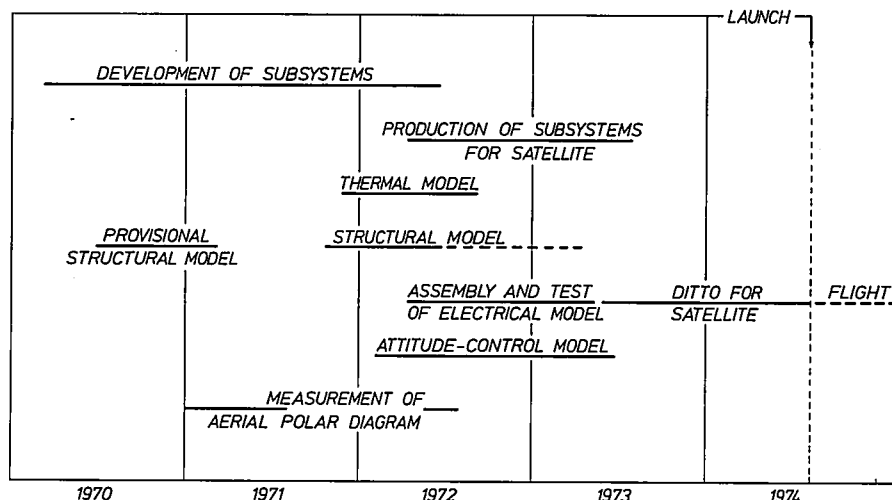 LAUNCH
DEVELOPMENT OF SUBSYSTEMS
PRODUCTION OF SUBSYSTEMS
FOR SATELLITE
THERMAL MODEL
PROVISIONAL
STRUCTURAL MODEL
STRUCTURAL MODEL
ASSEMBLY AND TEST
OF ELECTRICAL MODEL
DITTO FOR
SATELLITE
FLIGHT
ATTITUDE-CONTROL MODEL
MEASUREMENT OF
AERIAL POLAR DIAGRAM
1970 1971 1972 1973 1974